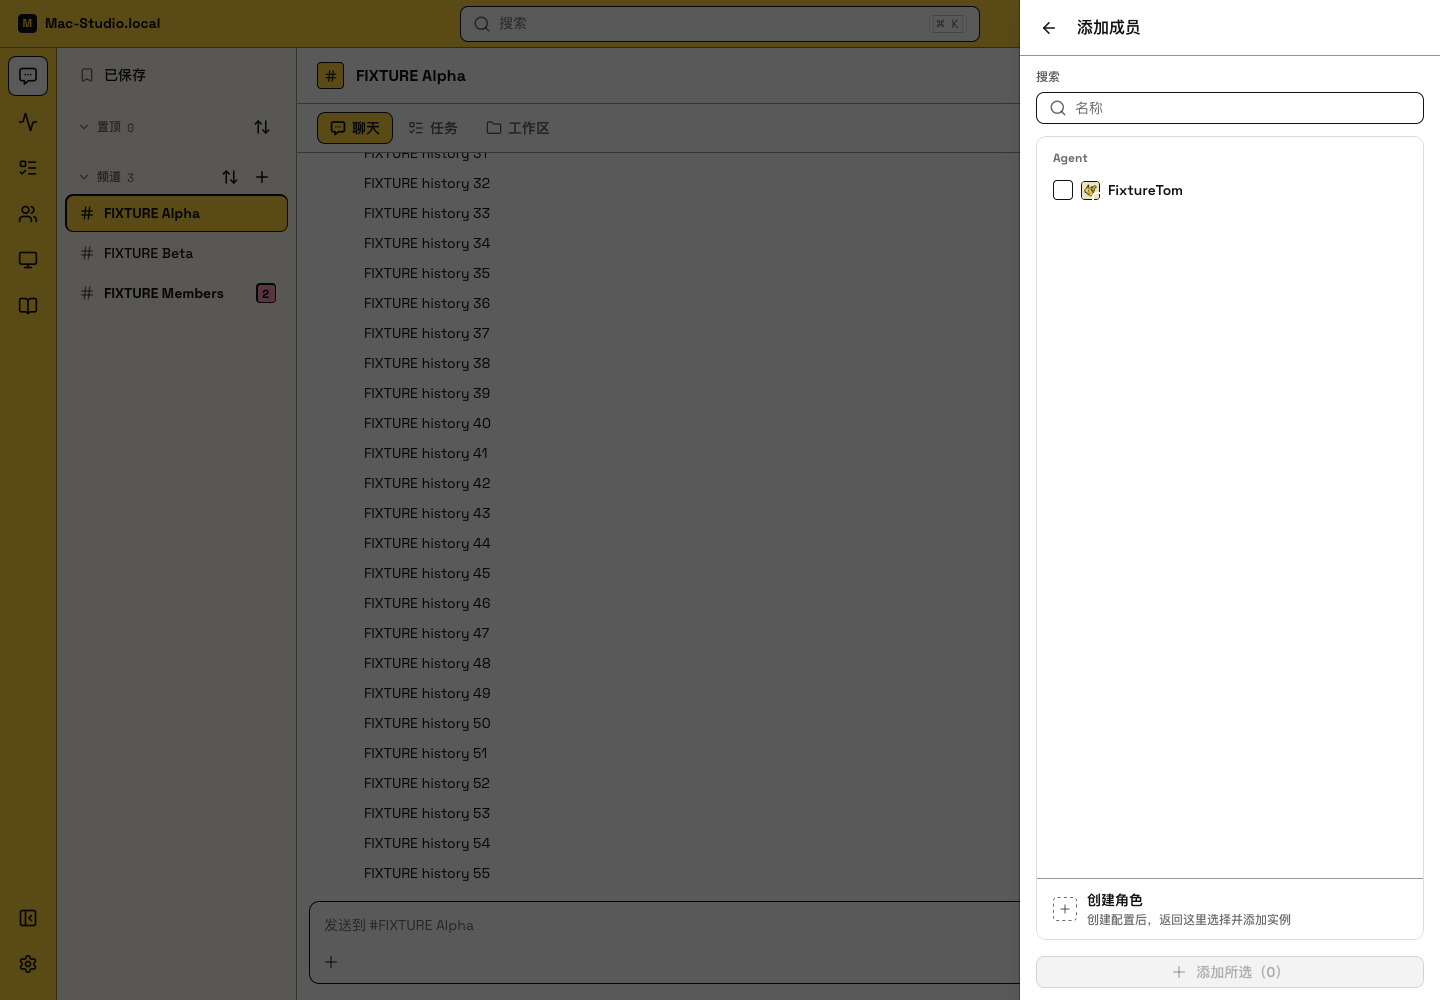 M Mac-Studio.local
搜索
⌘ K
已保存
置顶 0
频道 3
FIXTURE Alpha
FIXTURE Beta
FIXTURE Members
2
# FIXTURE Alpha
聊天
任务
工作区
FIXTURE history 31
FIXTURE history 32
FIXTURE history 33
FIXTURE history 34
FIXTURE history 35
FIXTURE history 36
FIXTURE history 37
FIXTURE history 38
FIXTURE history 39
FIXTURE history 40
FIXTURE history 41
FIXTURE history 42
FIXTURE history 43
FIXTURE history 44
FIXTURE history 45
FIXTURE history 46
FIXTURE history 47
FIXTURE history 48
FIXTURE history 49
FIXTURE history 50
FIXTURE history 51
FIXTURE history 52
FIXTURE history 53
FIXTURE history 54
FIXTURE history 55
发送到 #FIXTURE Alpha
添加成员
搜索
名称
Agent
FixtureTom
创建角色
创建配置后，返回这里选择并添加实例
添加所选（0）